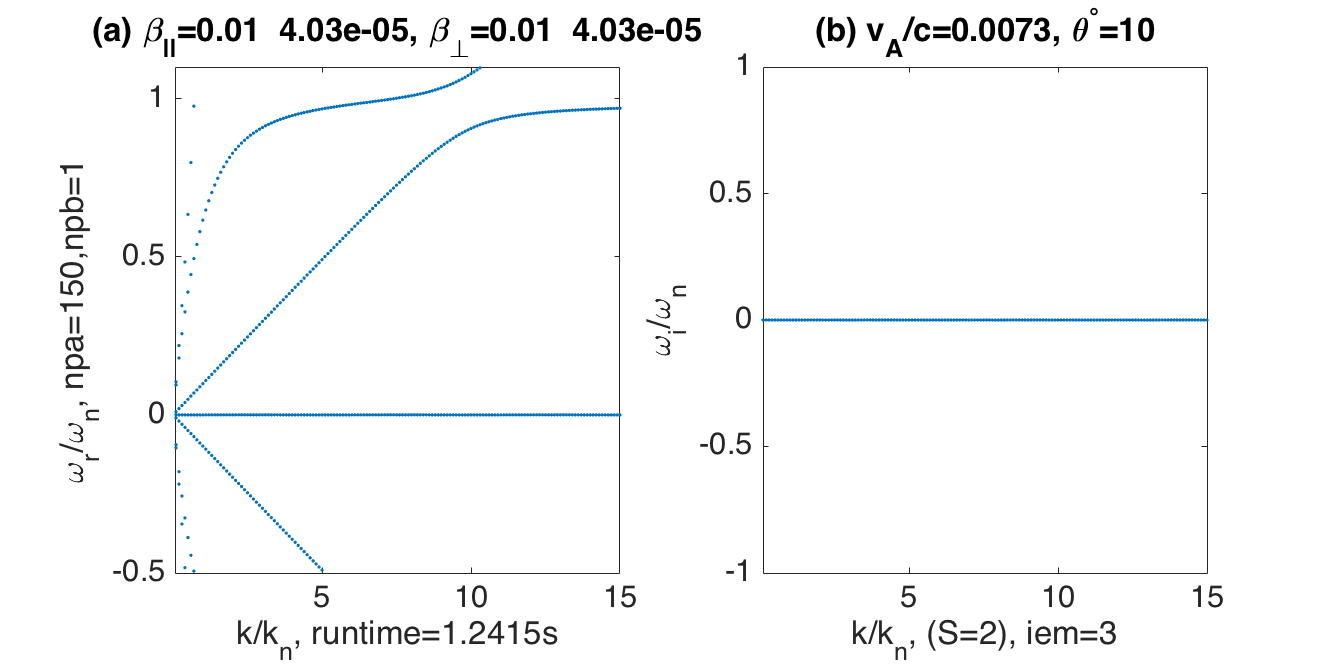 (a) β||=0.01 4.03e-05, β⊥=0.01 4.03e-05
1
0.5
0
-0.5
5 10 15
ωr/ωn, npa=150,npb=1
k/kn, runtime=1.2415s
(b) vA/c=0.0073, θ°=10
1
0.5
0
-0.5
-1
5 10 15
ωi/ωn
k/kn, (S=2), iem=3